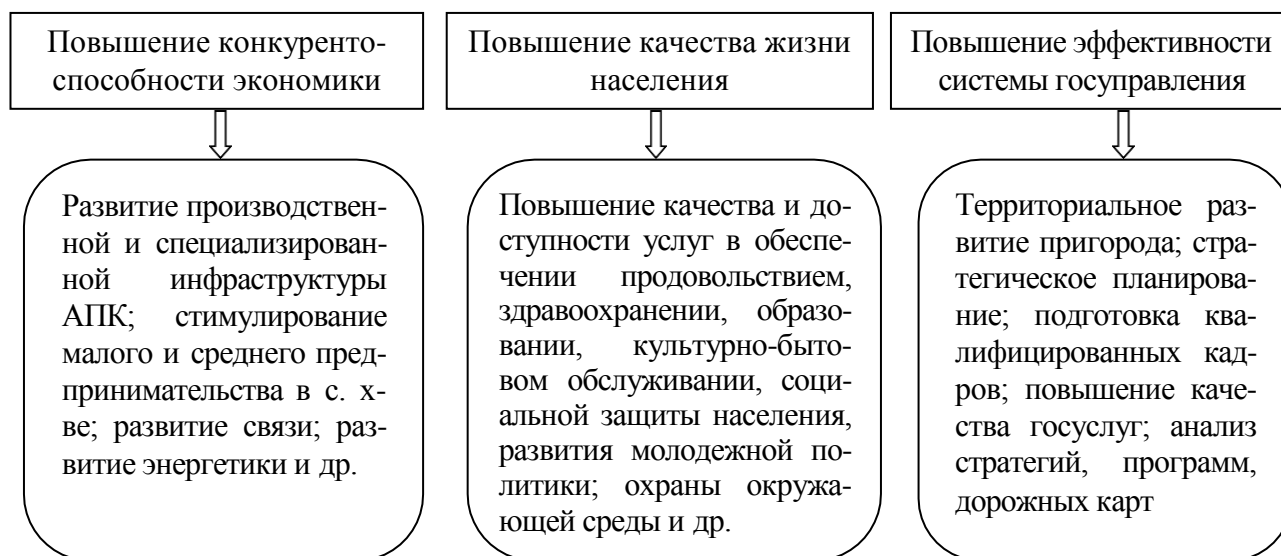 Повышение конкуренто-
способности экономики
Повышение качества жизни
населения
Повышение эффективности
системы госуправления
Развитие производствен-
ной и специализирован-
ной инфраструктуры
АПК; стимулирование
малого и среднего пред-
принимательства в с. х-
ве; развитие связи; раз-
витие энергетики и др.
Повышение качества и до-
ступности услуг в обеспе-
чении продовольствием,
здравоохранении, образо-
вании, культурно-быто-
вом обслуживании, соци-
альной защиты населения,
развития молодежной по-
литики; охраны окружа-
ющей среды и др.
Территориальное раз-
витие пригорода; стра-
тегическое планирова-
ние; подготовка ква-
лифицированных кад-
ров; повышение каче-
ства госуслуг; анализ
стратегий, программ,
дорожных карт